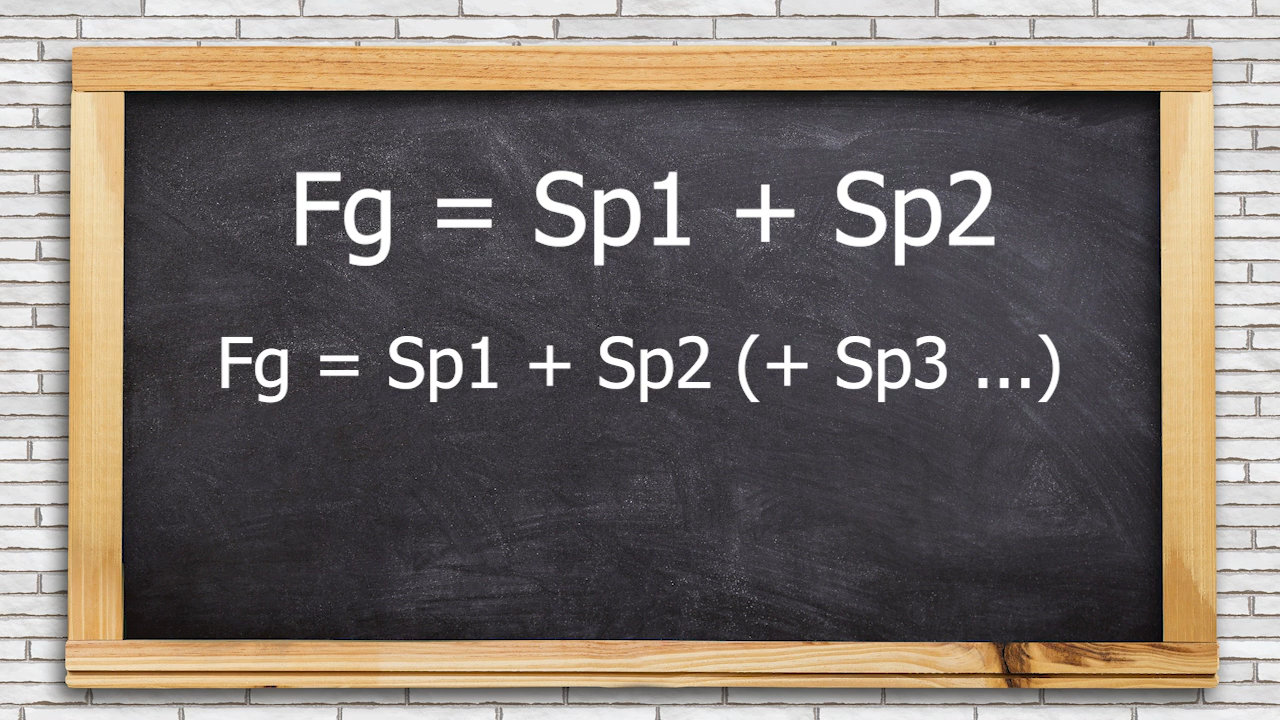 Fg = Sp1 + Sp2
Fg = Sp1 + Sp2 (+ Sp3 ...)